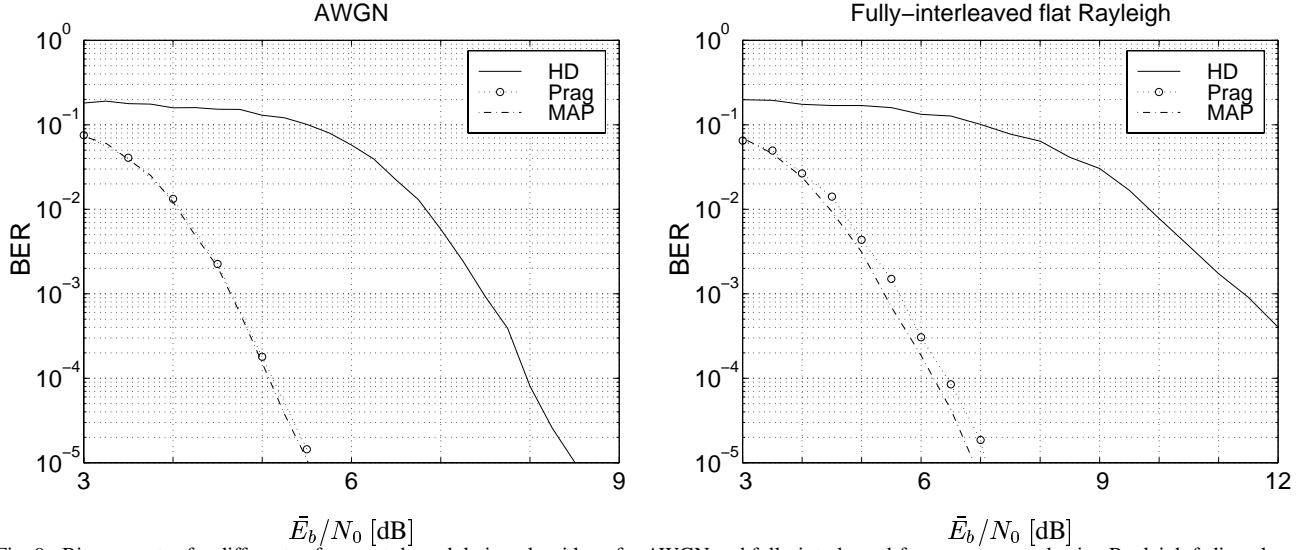 AWGN
10^0
10^-1
10^-2
10^-3
10^-4
10^-5
BER
HD
Prag
MAP
3
6
9
Ē_b/N_0 [dB]
Fully-interleaved flat Rayleigh
10^0
10^-1
10^-2
10^-3
10^-4
10^-5
BER
HD
Prag
MAP
3
6
9
12
Ē_b/N_0 [dB]